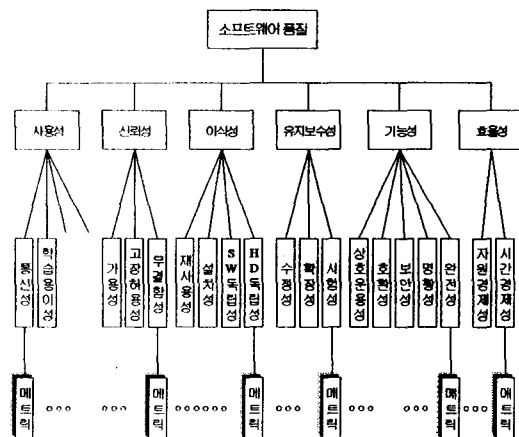 소프트웨어 품질
사용성
신뢰성
이식성
유지보수성
기능성
효율성
통신성
학습용이성
가용성
고장허용성
무결함성
재사용성
설치성
SW독립성
HD독립성
수정성
확장성
시험성
상호운용성
호환성
보안성
명확성
완전성
자원경제성
시간경제성
메트릭
메트릭
메트릭
메트릭
메트릭
메트릭